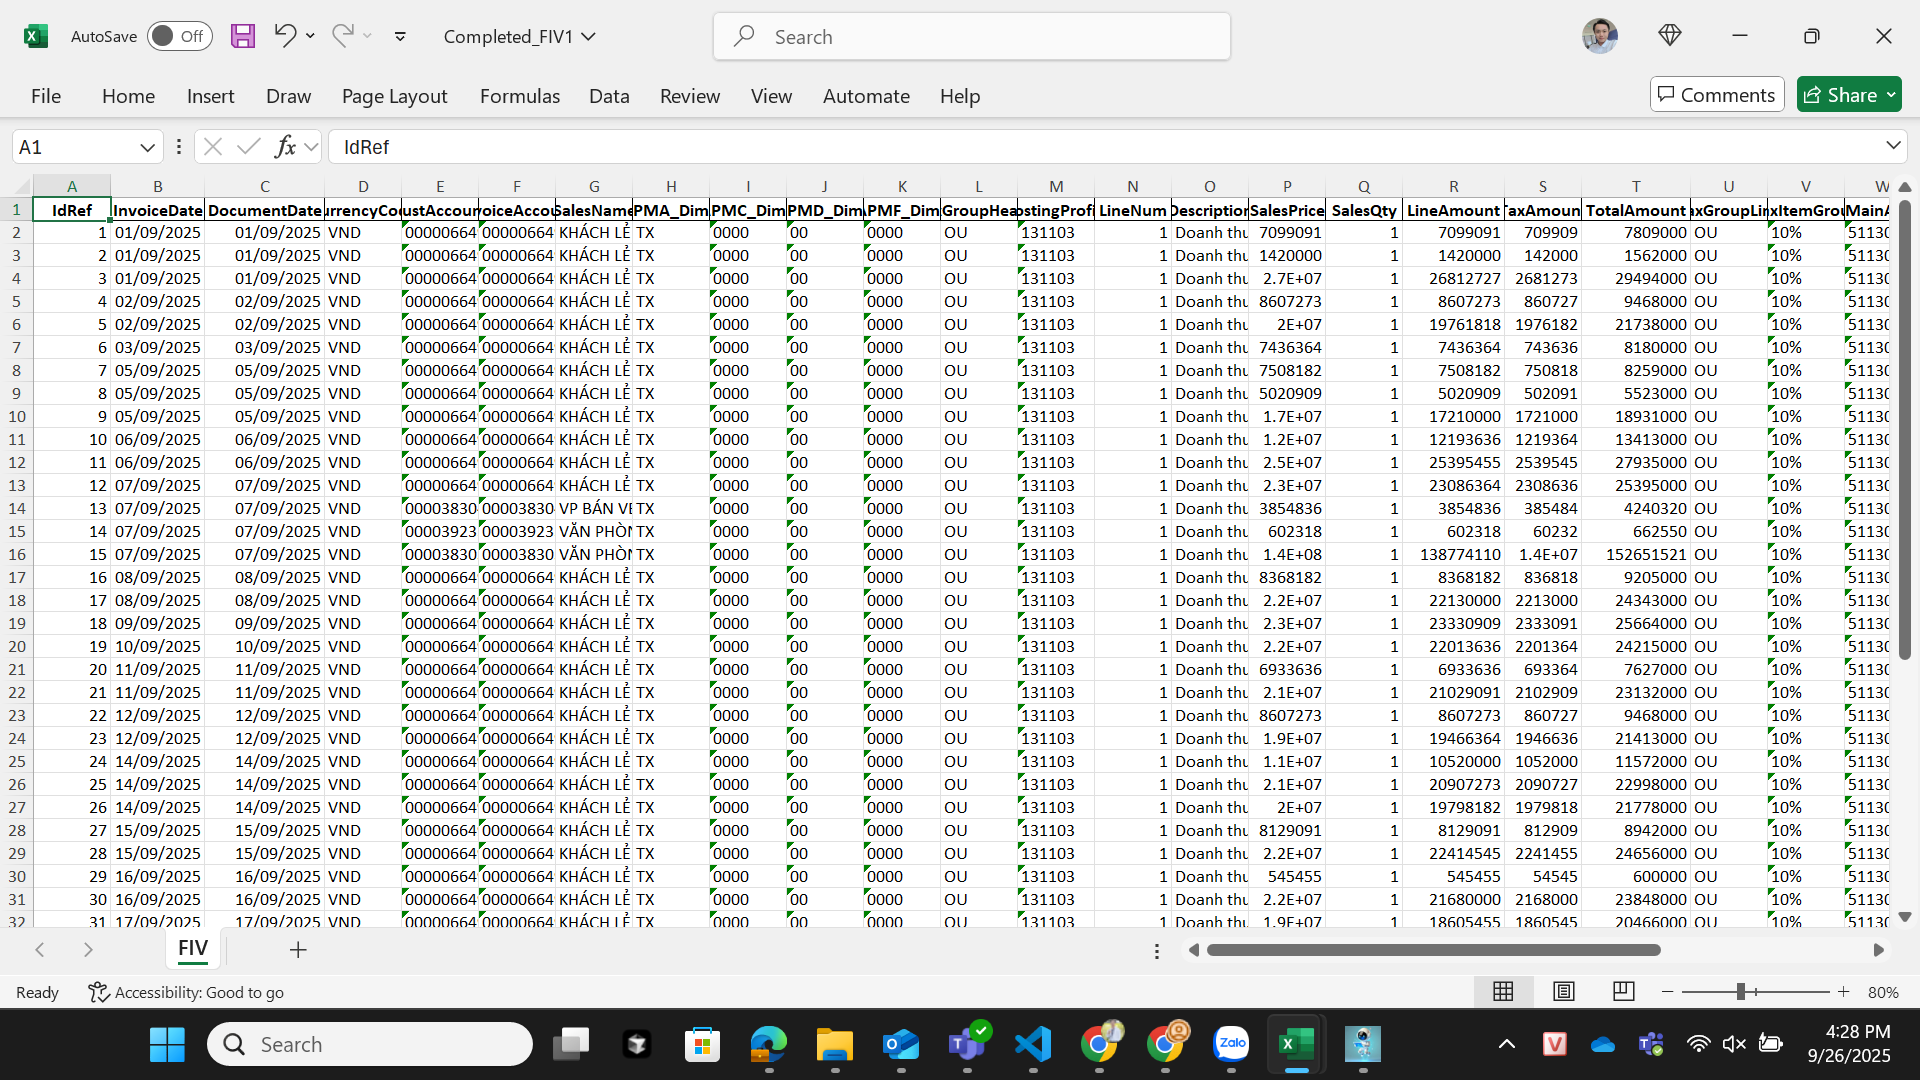 AutoSave Off Completed_FIV1 Search
File Home Insert Draw Page Layout Formulas Data Review View Automate Help Comments Share
A1 fx IdRef
A B C D E F G H I J K L M N O P Q R S T U V W
1 IdRef InvoiceDate DocumentDate urrencyCo ustAccoun voiceAccou SalesName PMA_Dim PMC_Dim PMD_Dim PMF_Dim GroupHea ostingProfi LineNum Description SalesPrice SalesQty LineAmount TaxAmoun TotalAmount axGroupLi xItemGrou MainA
2 1 01/09/2025 01/09/2025 VND 00000664 00000664 KHÁCH LẺ TX 0000 00 0000 OU 131103 1 Doanh thu 7099091 1 7099091 709909 7809000 OU 10% 5113
3 2 01/09/2025 01/09/2025 VND 00000664 00000664 KHÁCH LẺ TX 0000 00 0000 OU 131103 1 Doanh thu 1420000 1 1420000 142000 1562000 OU 10% 5113
4 3 01/09/2025 01/09/2025 VND 00000664 00000664 KHÁCH LẺ TX 0000 00 0000 OU 131103 1 Doanh thu 2.7E+07 1 26812727 2681273 29494000 OU 10% 5113
5 4 02/09/2025 02/09/2025 VND 00000664 00000664 KHÁCH LẺ TX 0000 00 0000 OU 131103 1 Doanh thu 8607273 1 8607273 860727 9468000 OU 10% 5113
6 5 02/09/2025 02/09/2025 VND 00000664 00000664 KHÁCH LẺ TX 0000 00 0000 OU 131103 1 Doanh thu 2E+07 1 19761818 1976182 21738000 OU 10% 5113
7 6 03/09/2025 03/09/2025 VND 00000664 00000664 KHÁCH LẺ TX 0000 00 0000 OU 131103 1 Doanh thu 7436364 1 7436364 743636 8180000 OU 10% 5113
8 7 05/09/2025 05/09/2025 VND 00000664 00000664 KHÁCH LẺ TX 0000 00 0000 OU 131103 1 Doanh thu 7508182 1 7508182 750818 8259000 OU 10% 5113
9 8 05/09/2025 05/09/2025 VND 00000664 00000664 KHÁCH LẺ TX 0000 00 0000 OU 131103 1 Doanh thu 5020909 1 5020909 502091 5523000 OU 10% 5113
10 9 05/09/2025 05/09/2025 VND 00000664 00000664 KHÁCH LẺ TX 0000 00 0000 OU 131103 1 Doanh thu 1.7E+07 1 17210000 1721000 18931000 OU 10% 5113
11 10 06/09/2025 06/09/2025 VND 00000664 00000664 KHÁCH LẺ TX 0000 00 0000 OU 131103 1 Doanh thu 1.2E+07 1 12193636 1219364 13413000 OU 10% 5113
12 11 06/09/2025 06/09/2025 VND 00000664 00000664 KHÁCH LẺ TX 0000 00 0000 OU 131103 1 Doanh thu 2.5E+07 1 25395455 2539545 27935000 OU 10% 5113
13 12 07/09/2025 07/09/2025 VND 00000664 00000664 KHÁCH LẺ TX 0000 00 0000 OU 131103 1 Doanh thu 2.3E+07 1 23086364 2308636 25395000 OU 10% 5113
14 13 07/09/2025 07/09/2025 VND 00003830 00003830 VP BÁN VÉ TX 0000 00 0000 OU 131103 1 Doanh thu 3854836 1 3854836 385484 4240320 OU 10% 5113
15 14 07/09/2025 07/09/2025 VND 00003923 00003923 VĂN PHÒN TX 0000 00 0000 OU 131103 1 Doanh thu 602318 1 602318 60232 662550 OU 10% 5113
16 15 07/09/2025 07/09/2025 VND 00003830 00003830 VĂN PHÒN TX 0000 00 0000 OU 131103 1 Doanh thu 1.4E+08 1 138774110 1.4E+07 152651521 OU 10% 5113
17 16 08/09/2025 08/09/2025 VND 00000664 00000664 KHÁCH LẺ TX 0000 00 0000 OU 131103 1 Doanh thu 8368182 1 8368182 836818 9205000 OU 10% 5113
18 17 08/09/2025 08/09/2025 VND 00000664 00000664 KHÁCH LẺ TX 0000 00 0000 OU 131103 1 Doanh thu 2.2E+07 1 22130000 2213000 24343000 OU 10% 5113
19 18 09/09/2025 09/09/2025 VND 00000664 00000664 KHÁCH LẺ TX 0000 00 0000 OU 131103 1 Doanh thu 2.3E+07 1 23330909 2333091 25664000 OU 10% 5113
20 19 10/09/2025 10/09/2025 VND 00000664 00000664 KHÁCH LẺ TX 0000 00 0000 OU 131103 1 Doanh thu 2.2E+07 1 22013636 2201364 24215000 OU 10% 5113
21 20 11/09/2025 11/09/2025 VND 00000664 00000664 KHÁCH LẺ TX 0000 00 0000 OU 131103 1 Doanh thu 6933636 1 6933636 693364 7627000 OU 10% 5113
22 21 11/09/2025 11/09/2025 VND 00000664 00000664 KHÁCH LẺ TX 0000 00 0000 OU 131103 1 Doanh thu 2.1E+07 1 21029091 2102909 23132000 OU 10% 5113
23 22 12/09/2025 12/09/2025 VND 00000664 00000664 KHÁCH LẺ TX 0000 00 0000 OU 131103 1 Doanh thu 8607273 1 8607273 860727 9468000 OU 10% 5113
24 23 12/09/2025 12/09/2025 VND 00000664 00000664 KHÁCH LẺ TX 0000 00 0000 OU 131103 1 Doanh thu 1.9E+07 1 19466364 1946636 21413000 OU 10% 5113
25 24 14/09/2025 14/09/2025 VND 00000664 00000664 KHÁCH LẺ TX 0000 00 0000 OU 131103 1 Doanh thu 1.1E+07 1 10520000 1052000 11572000 OU 10% 5113
26 25 14/09/2025 14/09/2025 VND 00000664 00000664 KHÁCH LẺ TX 0000 00 0000 OU 131103 1 Doanh thu 2.1E+07 1 20907273 2090727 22998000 OU 10% 5113
27 26 14/09/2025 14/09/2025 VND 00000664 00000664 KHÁCH LẺ TX 0000 00 0000 OU 131103 1 Doanh thu 2E+07 1 19798182 1979818 21778000 OU 10% 5113
28 27 15/09/2025 15/09/2025 VND 00000664 00000664 KHÁCH LẺ TX 0000 00 0000 OU 131103 1 Doanh thu 8129091 1 8129091 812909 8942000 OU 10% 5113
29 28 15/09/2025 15/09/2025 VND 00000664 00000664 KHÁCH LẺ TX 0000 00 0000 OU 131103 1 Doanh thu 2.2E+07 1 22414545 2241455 24656000 OU 10% 5113
30 29 16/09/2025 16/09/2025 VND 00000664 00000664 KHÁCH LẺ TX 0000 00 0000 OU 131103 1 Doanh thu 545455 1 545455 54545 600000 OU 10% 5113
31 30 16/09/2025 16/09/2025 VND 00000664 00000664 KHÁCH LẺ TX 0000 00 0000 OU 131103 1 Doanh thu 2.2E+07 1 21680000 2168000 23848000 OU 10% 5113
32 31 17/09/2025 17/09/2025 VND 00000664 00000664 KHÁCH LẺ TX 0000 00 0000 OU 131103 1 Doanh thu 1.9E+07 1 18605455 1860545 20466000 OU 10% 5113
FIV
Ready Accessibility: Good to go 80%
Search Zalo 4:28 PM
9/26/2025